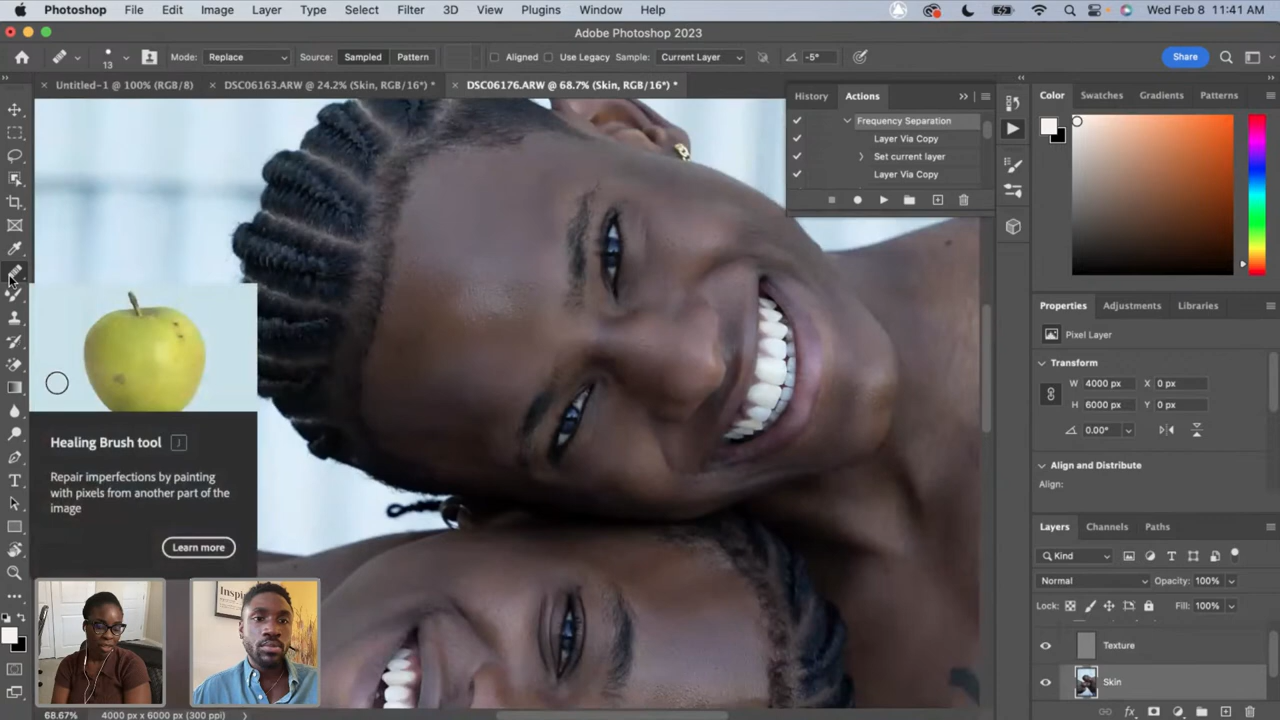 Photoshop File Edit Image Layer Type Select Filter 3D View Plugins Window Help Wed Feb 8 11:41 AM
Adobe Photoshop 2023
13 Mode: Replace Source: Sampled Pattern Aligned Use Legacy Sample: Current Layer -5° Share
Untitled-1 @ 100% (RGB/8) DSC06163.ARW @ 24.2% (Skin, RGB/16*) * DSC06176.ARW @ 68.7% (Skin, RGB/16*) *
History Actions
Frequency Separation
Layer Via Copy
Set current layer
Layer Via Copy
Color Swatches Gradients Patterns
Properties Adjustments Libraries
Pixel Layer
Transform
W 4000 px X 0 px
H 6000 px Y 0 px
0.00°
Align and Distribute
Align:
Layers Channels Paths
Kind
Normal Opacity: 100%
Lock: Fill: 100%
Texture
Skin
Healing Brush tool J
Repair imperfections by painting
with pixels from another part of the
image
Learn more
68.67% 4000 px x 6000 px (300 ppi)